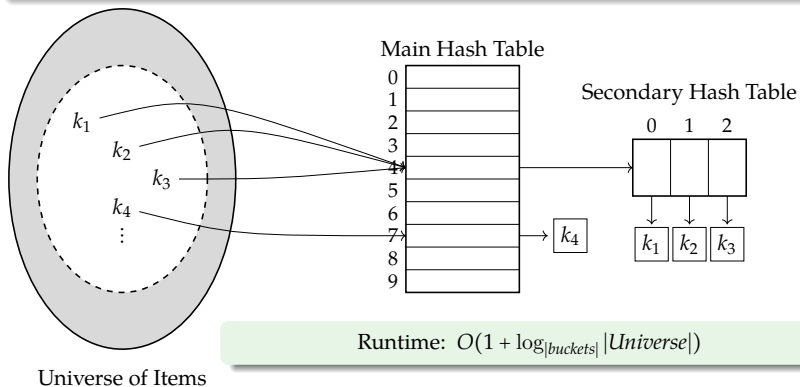 Main Hash Table
Secondary Hash Table
0
1
2
3
4
5
6
7
8
9
0 1 2
k₁
k₂
k₃
k₄
⋮
k₄
k₁ k₂ k₃
Runtime: O(1 + log|buckets| |Universe|)
Universe of Items